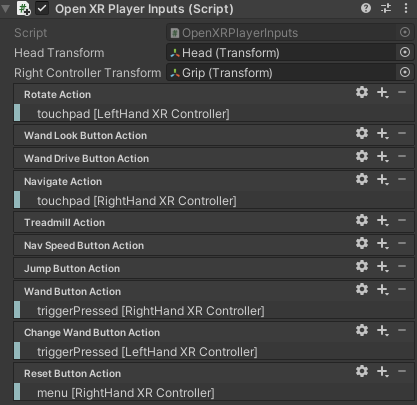 Open XR Player Inputs (Script)
Script OpenXRPlayerInputs
Head Transform Head (Transform)
Right Controller Transform Grip (Transform)
Rotate Action
touchpad [LeftHand XR Controller]
Wand Look Button Action
Wand Drive Button Action
Navigate Action
touchpad [RightHand XR Controller]
Treadmill Action
Nav Speed Button Action
Jump Button Action
Wand Button Action
triggerPressed [RightHand XR Controller]
Change Wand Button Action
triggerPressed [LeftHand XR Controller]
Reset Button Action
menu [RightHand XR Controller]